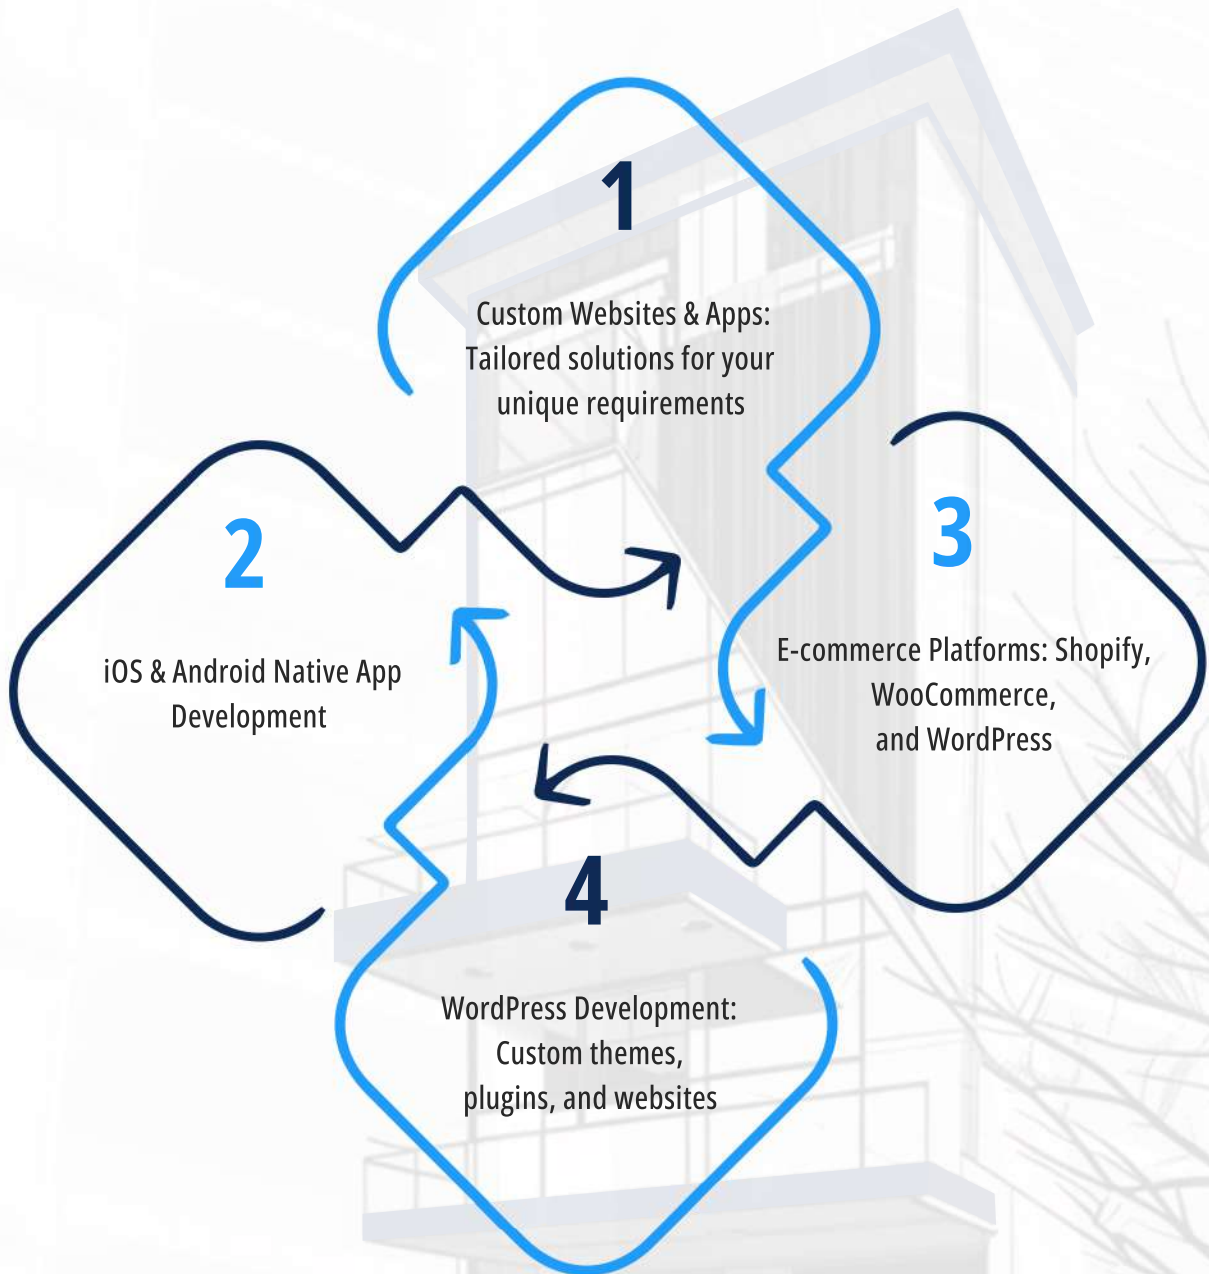 1
Custom Websites & Apps:
Tailored solutions for your
unique requirements
2
iOS & Android Native App
Development
3
E-commerce Platforms: Shopify,
WooCommerce,
and WordPress
4
WordPress Development:
Custom themes,
plugins, and websites